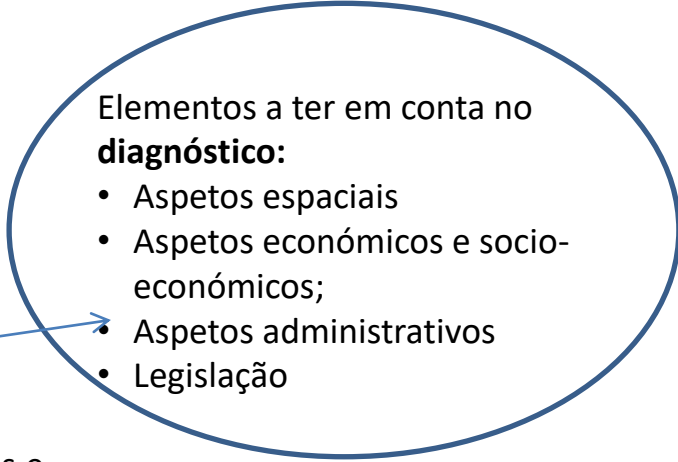 Elementos a ter em conta no
diagnóstico:
• Aspetos espaciais
• Aspetos económicos e socio-
económicos;
• Aspetos administrativos
• Legislação